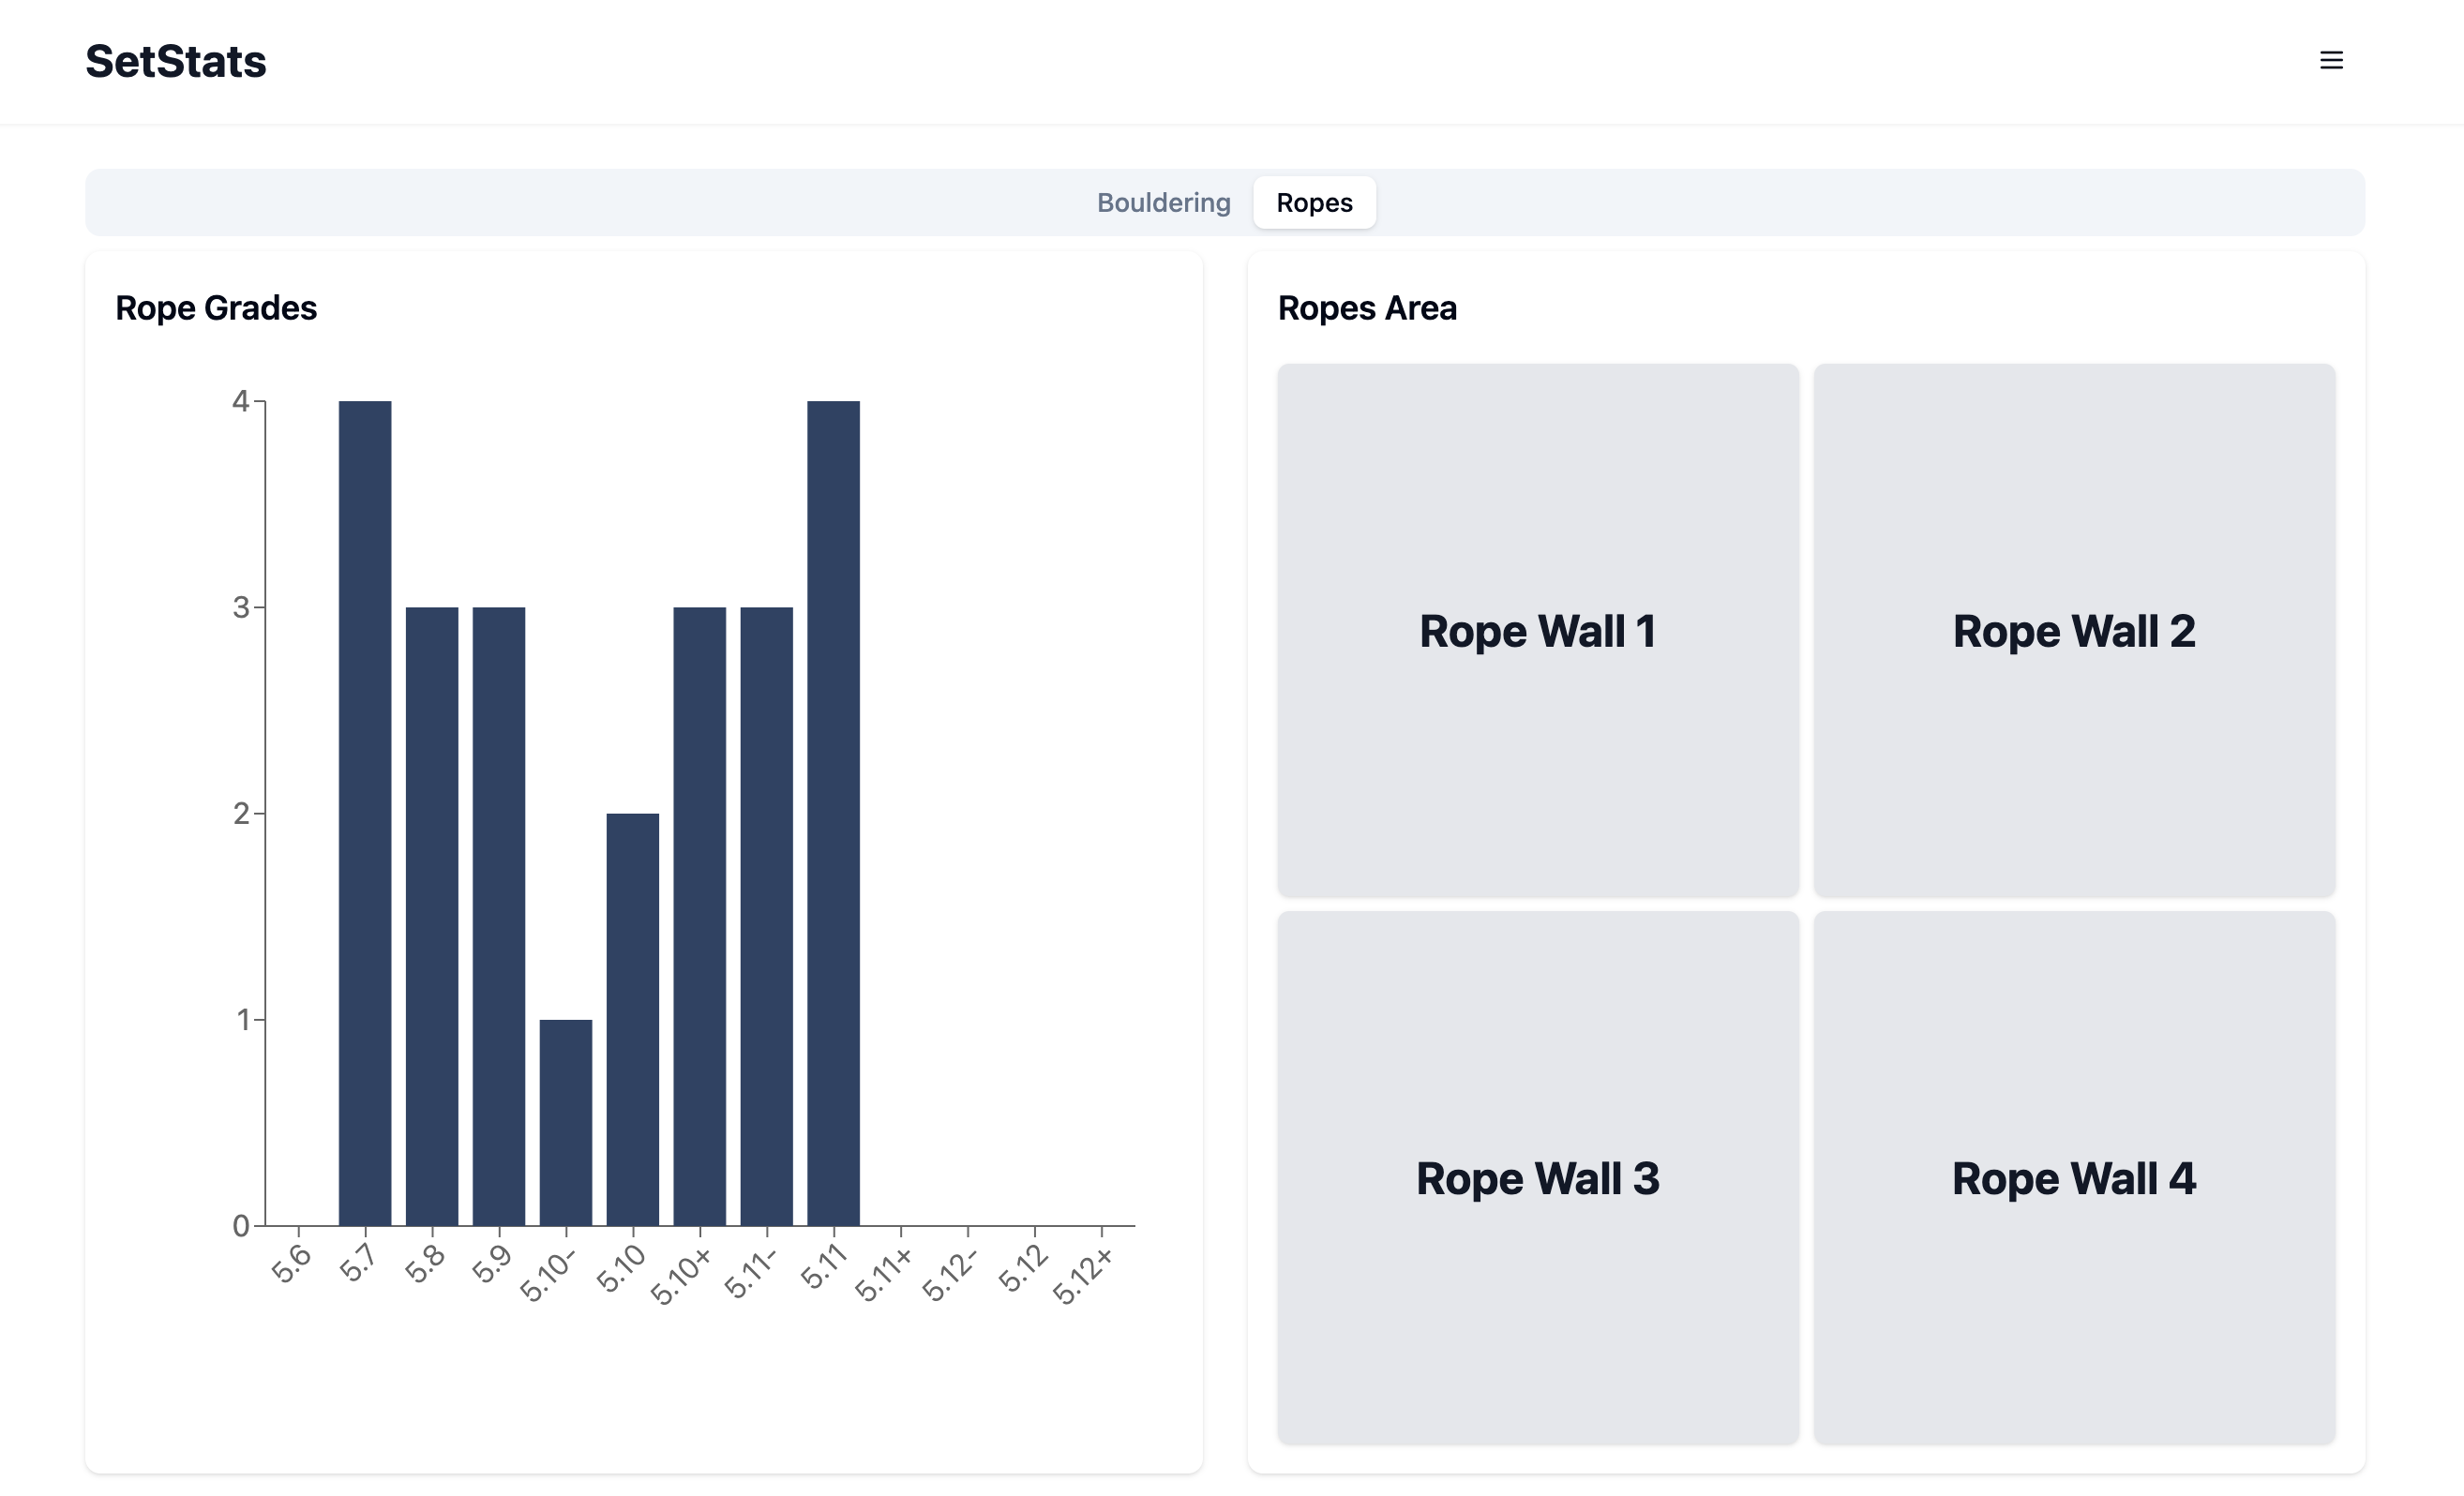 SetStats
Bouldering
Ropes
Rope Grades
4
3
2
1
0
5.6
5.7
5.8
5.9
5.10-
5.10
5.10+
5.11-
5.11
5.11+
5.12-
5.12
5.12+
Ropes Area
Rope Wall 1
Rope Wall 2
Rope Wall 3
Rope Wall 4